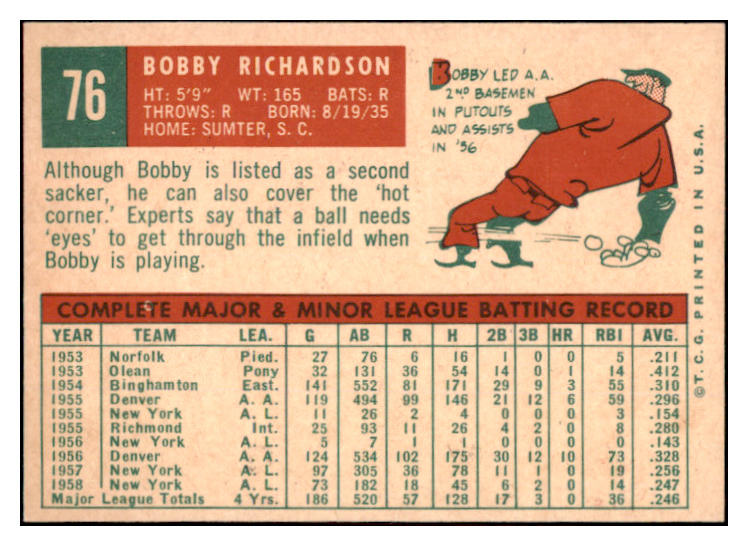 76
BOBBY RICHARDSON
HT: 5'9" WT: 165 BATS: R
THROWS: R BORN: 8/19/35
HOME: SUMTER, S. C.
BOBBY LED A.A.
2ND BASEMEN
IN PUTOUTS
AND ASSISTS
IN '56
Although Bobby is listed as a second
sacker, he can also cover the 'hot
corner.' Experts say that a ball needs
'eyes' to get through the infield when
Bobby is playing.
COMPLETE MAJOR & MINOR LEAGUE BATTING RECORD
YEAR TEAM LEA. G AB R H 2B 3B HR RBI AVG.
1953 Norfolk Pied. 27 76 6 16 1 0 0 5 .211
1953 Olean Pony 32 131 36 54 14 0 1 14 .412
1954 Binghamton East. 141 552 81 171 29 9 3 55 .310
1955 Denver A. A. 119 494 99 146 21 12 6 59 .296
1955 New York A. L. 11 26 2 4 0 0 0 3 .154
1955 Richmond Int. 25 93 11 26 4 2 0 8 .280
1956 New York A. L. 5 7 1 1 0 0 0 0 .143
1956 Denver A. A. 124 534 102 175 30 12 10 73 .328
1957 New York A. L. 97 305 36 78 11 1 0 19 .256
1958 New York A. L. 73 182 18 45 6 2 0 14 .247
Major League Totals 4 Yrs. 186 520 57 128 17 3 0 36 .246
©T.C.G. PRINTED IN U.S.A.